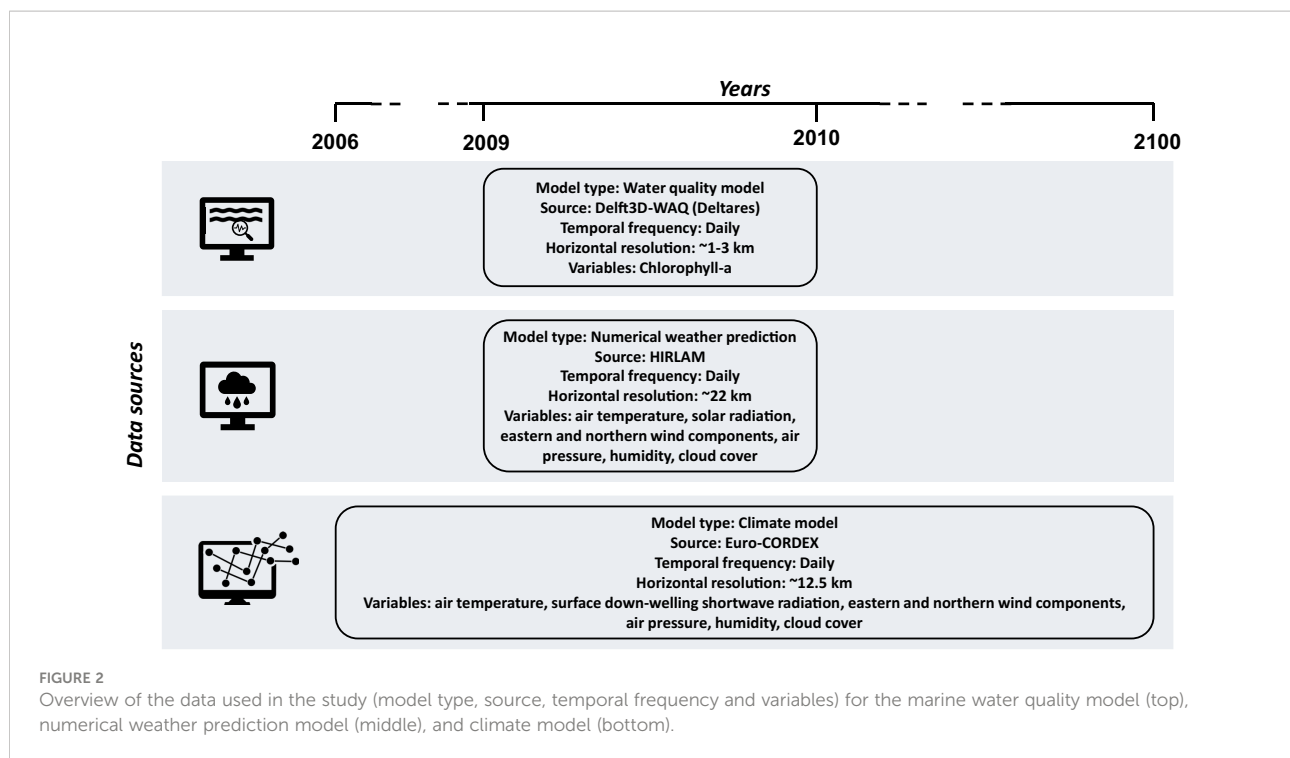 Years
2006
2009
2010
2100
Data sources
Model type: Water quality model
Source: Delft3D-WAQ (Deltares)
Temporal frequency: Daily
Horizontal resolution: ~1-3 km
Variables: Chlorophyll-a
Model type: Numerical weather prediction
Source: HIRLAM
Temporal frequency: Daily
Horizontal resolution: ~22 km
Variables: air temperature, solar radiation,
eastern and northern wind components, air
pressure, humidity, cloud cover
Model type: Climate model
Source: Euro-CORDEX
Temporal frequency: Daily
Horizontal resolution: ~12.5 km
Variables: air temperature, surface down-welling shortwave radiation, eastern and northern wind components,
air pressure, humidity, cloud cover
FIGURE 2
Overview of the data used in the study (model type, source, temporal frequency and variables) for the marine water quality model (top),
numerical weather prediction model (middle), and climate model (bottom).